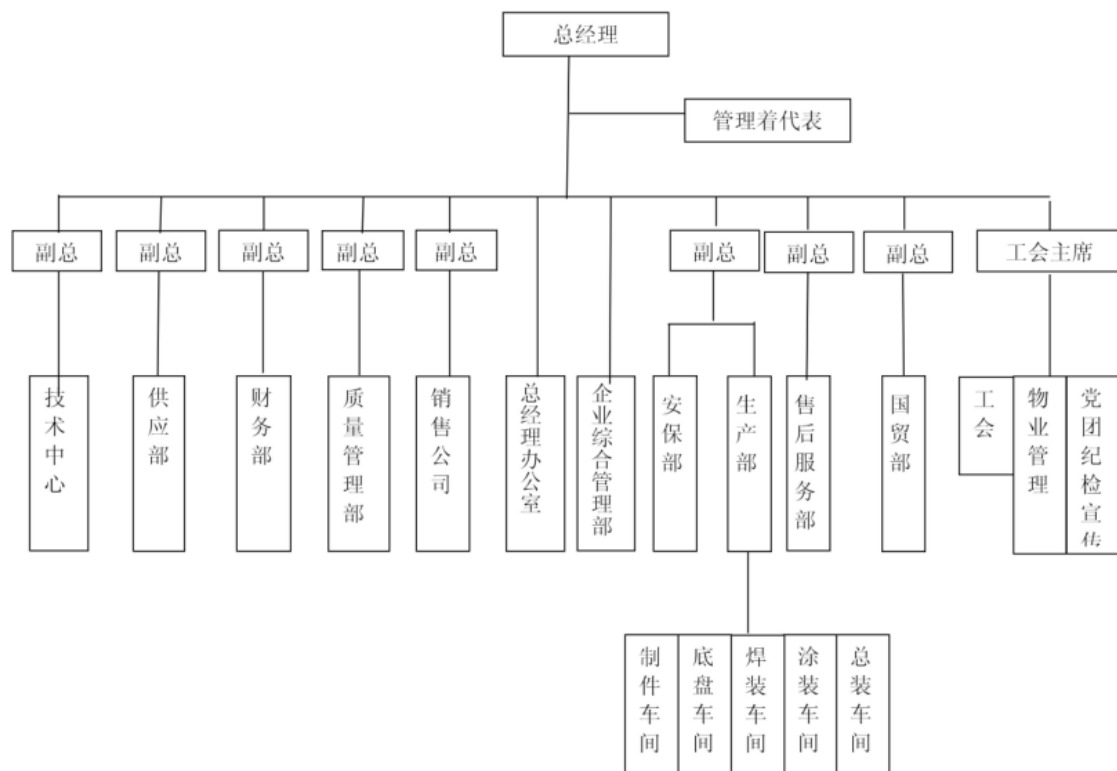 总经理
管理着代表
副总
副总
副总
副总
副总
副总
副总
副总
工会主席
技术中心
供应部
财务部
质量管理部
销售公司
总经理办公室
企业综合管理部
安保部
生产部
售后服务部
国贸部
工会
物业管理
党团纪检宣传
制件车间
底盘车间
焊装车间
涂装车间
总装车间